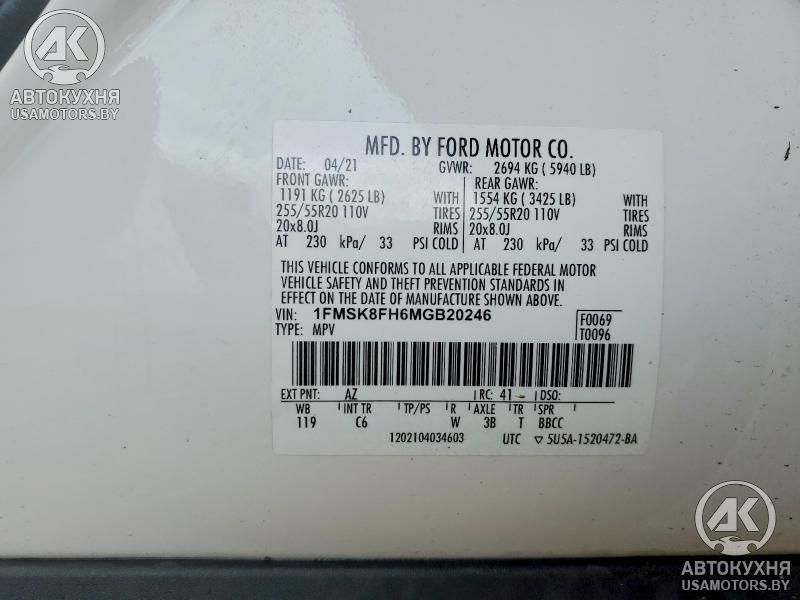 AK
АВТОКУХНЯ
USAMOTORS.BY
MFD. BY FORD MOTOR CO.
DATE: 04/21 GVWR: 2694 KG ( 5940 LB)
FRONT GAWR: REAR GAWR:
1191 KG ( 2625 LB) WITH 1554 KG ( 3425 LB) WITH
255/55R20 110V TIRES 255/55R20 110V TIRES
20x8.0J RIMS 20x8.0J RIMS
AT 230 kPa/ 33 PSI COLD AT 230 kPa/ 33 PSI COLD
THIS VEHICLE CONFORMS TO ALL APPLICABLE FEDERAL MOTOR
VEHICLE SAFETY AND THEFT PREVENTION STANDARDS IN
EFFECT ON THE DATE OF MANUFACTURE SHOWN ABOVE.
VIN: 1FMSK8FH6MGB20246 F0069
TYPE: MPV T0096
EXT PNT: AZ RC: 41 DSO:
WB INT TR TP/PS R AXLE TR SPR
119 C6 W 3B T BBCC
1202104034603 UTC ▽ 5U5A-1520472-BA
AK
АВТОКУХНЯ
USAMOTORS.BY